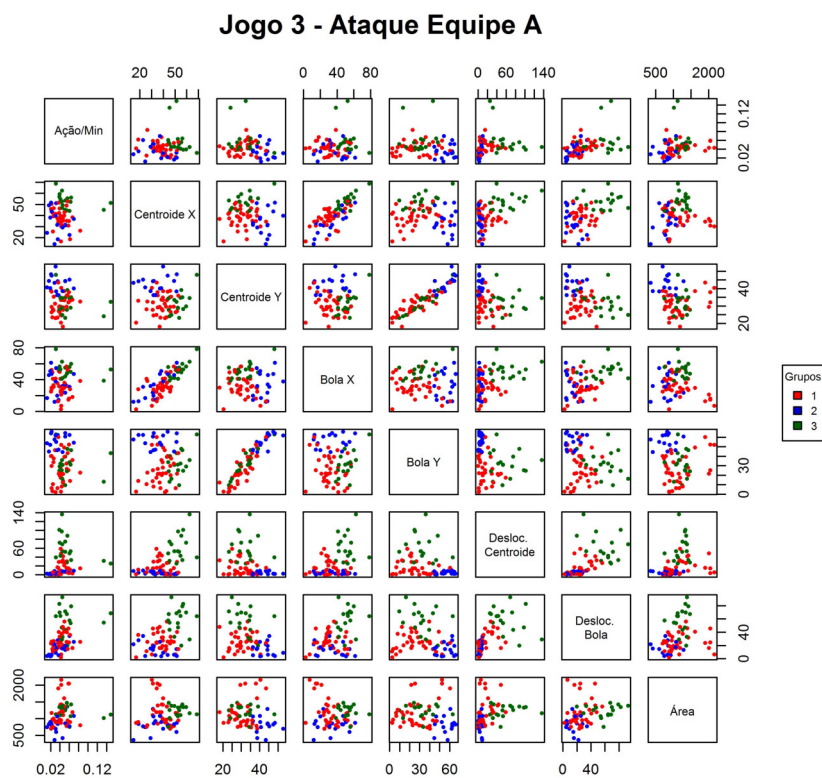 Jogo 3 - Ataque Equipe A
20 50
0 40 80
0 60 140
500 2000
Ação/Min
0.02 0.12
20 50
Centroide X
Centroide Y
20 40
0 40 80
Bola X
Grupos
1
2
3
Bola Y
0 30
0 60 140
Desloc.
Centroide
Desloc.
Bola
0 40
500 2000
Área
0.02 0.12
20 40
0 30 60
0 40